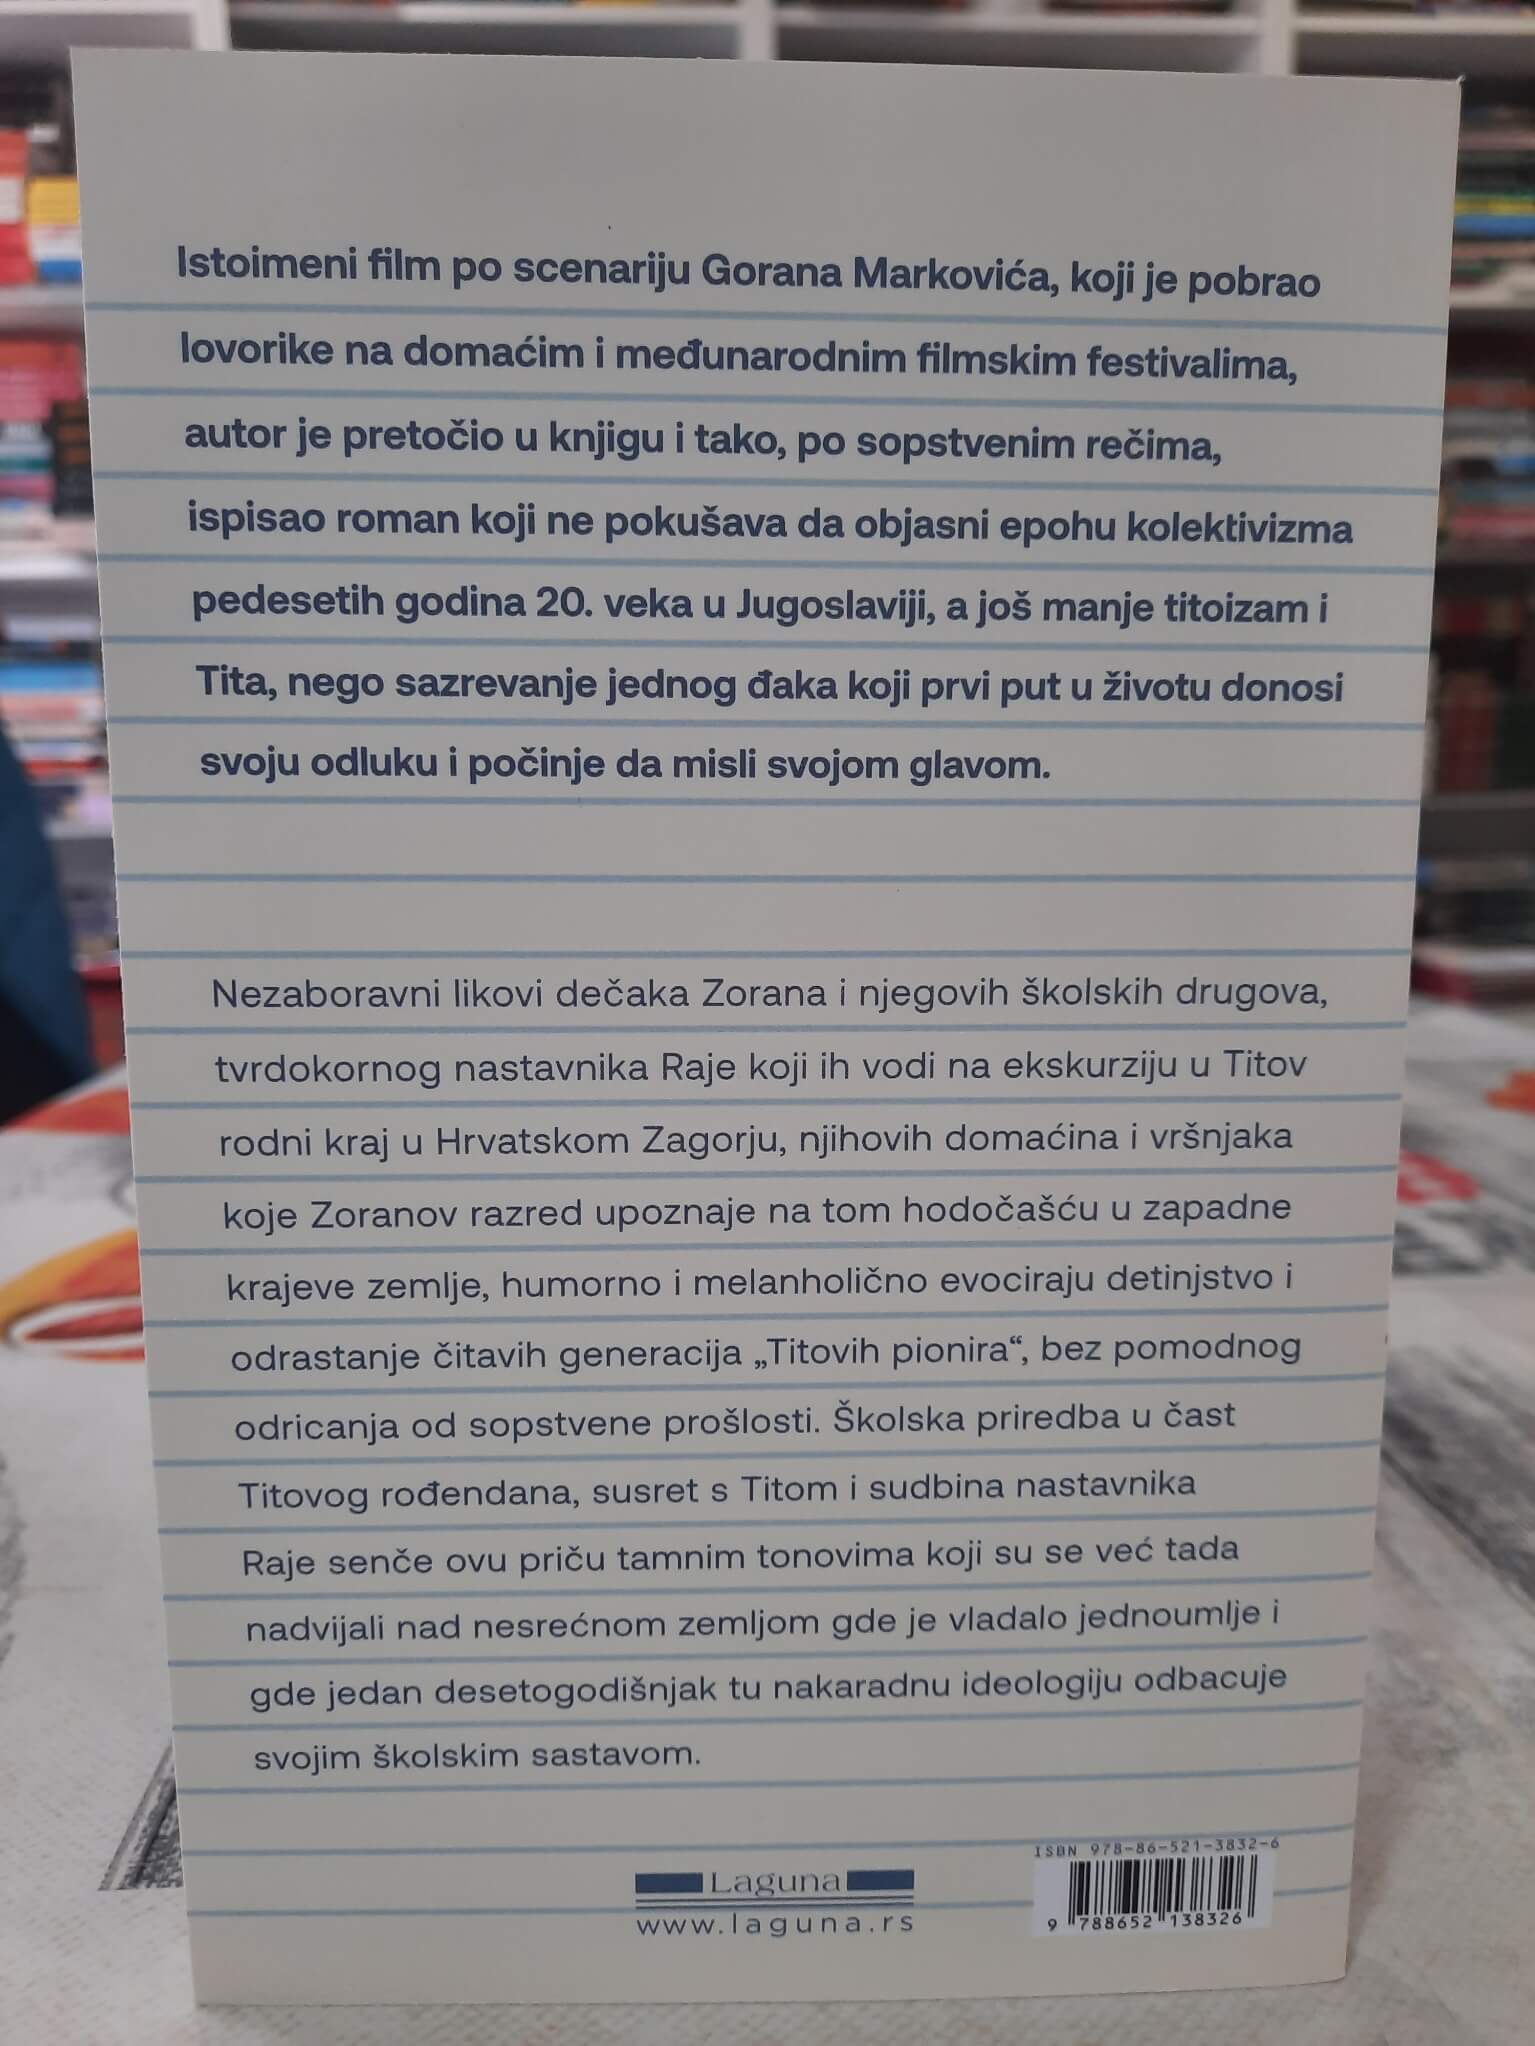 Istoimeni film po scenariju Gorana Markovića, koji je pobrao
lovorike na domaćim i međunarodnim filmskim festivalima,
autor je pretočio u knjigu i tako, po sopstvenim rečima,
ispisao roman koji ne pokušava da objasni epohu kolektivizma
pedesetih godina 20. veka u Jugoslaviji, a još manje titoizam i
Tita, nego sazrevanje jednog đaka koji prvi put u životu donosi
svoju odluku i počinje da misli svojom glavom.
Nezaboravni likovi dečaka Zorana i njegovih školskih drugova,
tvrdokornog nastavnika Raje koji ih vodi na ekskurziju u Titov
rodni kraj u Hrvatskom Zagorju, njihovih domaćina i vršnjaka
koje Zoranov razred upoznaje na tom hodočašću u zapadne
krajeve zemlje, humorno i melanholično evociraju detinjstvo i
odrastanje čitavih generacija „Titovih pionira“, bez pomodnog
odricanja od sopstvene prošlosti. Školska priredba u čast
Titovog rođendana, susret s Titom i sudbina nastavnika
Raje senče ovu priču tamnim tonovima koji su se već tada
nadvijali nad nesrećnom zemljom gde je vladalo jednoumlje i
gde jedan desetogodišnjak tu nakaradnu ideologiju odbacuje
svojim školskim sastavom.
ISBN 978-86-521-3832-6
Laguna
www.laguna.rs
9 788652 138326